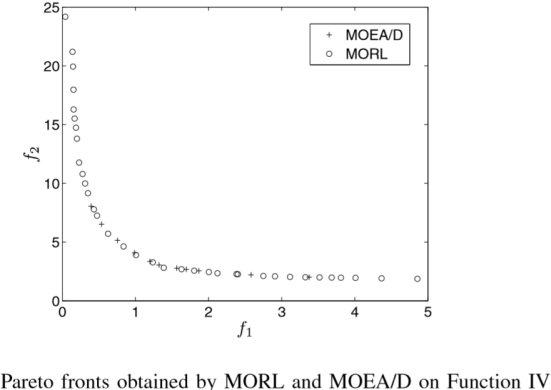 25
20
15
10
5
0
f2
+ MOEA/D
○ MORL
0 1 2 3 4 5
f1
Pareto fronts obtained by MORL and MOEA/D on Function IV